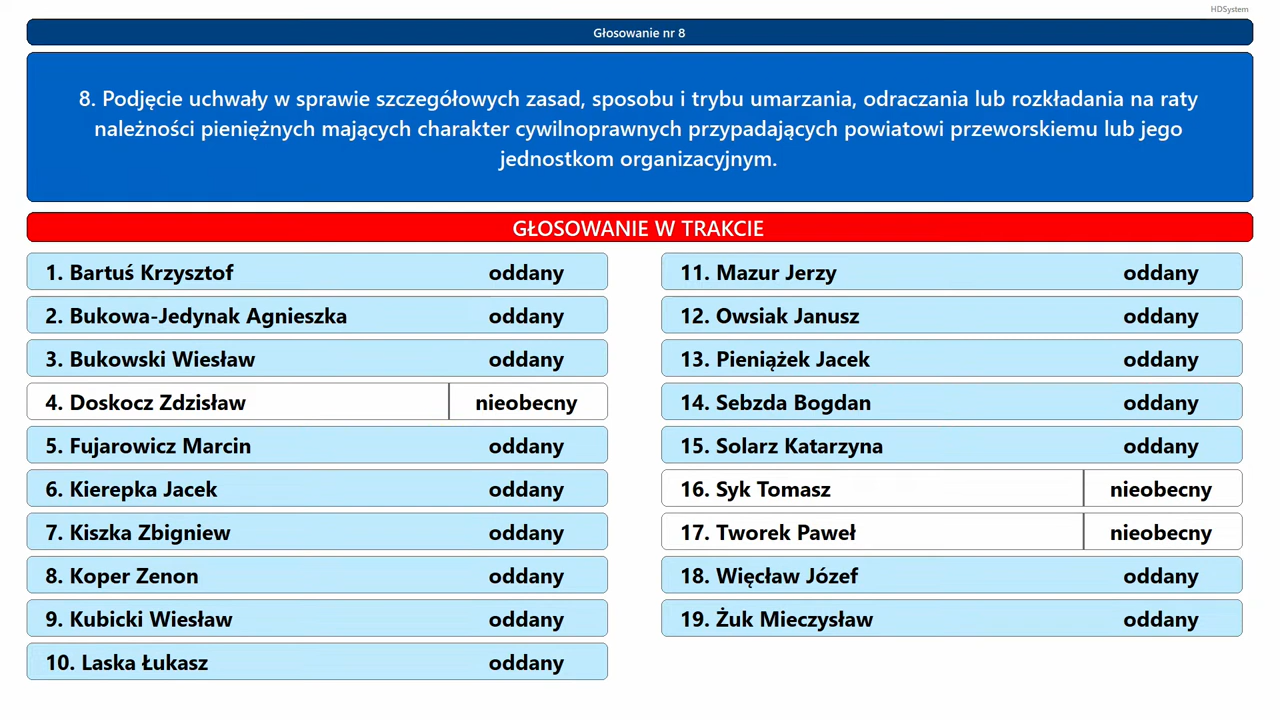 HDSystem
Głosowanie nr 8
8. Podjęcie uchwały w sprawie szczegółowych zasad, sposobu i trybu umarzania, odraczania lub rozkładania na raty
należności pieniężnych mających charakter cywilnoprawnych przypadających powiatowi przeworskiemu lub jego
jednostkom organizacyjnym.
GŁOSOWANIE W TRAKCIE
1. Bartuś Krzysztof oddany
2. Bukowa-Jedynak Agnieszka oddany
3. Bukowski Wiesław oddany
4. Doskocz Zdzisław nieobecny
5. Fujarowicz Marcin oddany
6. Kierepka Jacek oddany
7. Kiszka Zbigniew oddany
8. Koper Zenon oddany
9. Kubicki Wiesław oddany
10. Laska Łukasz oddany
11. Mazur Jerzy oddany
12. Owsiak Janusz oddany
13. Pieniążek Jacek oddany
14. Sebzda Bogdan oddany
15. Solarz Katarzyna oddany
16. Syk Tomasz nieobecny
17. Tworek Paweł nieobecny
18. Więcław Józef oddany
19. Żuk Mieczysław oddany